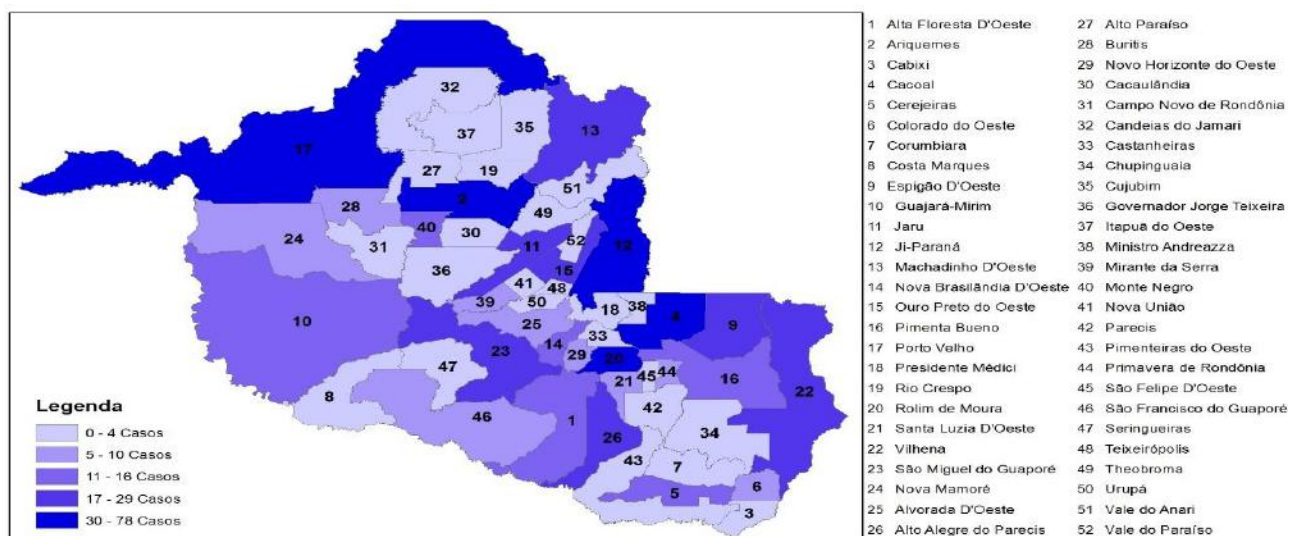 32
37
35
13
17
27
19
51
2
49
28
40
30
24
31
11
52
12
36
15
41
48
39
50
18
38
10
25
4
9
33
23
14
29
20
47
21
45
44
16
22
8
46
1
42
26
34
43
7
5
6
3
Legenda
0 - 4 Casos
5 - 10 Casos
11 - 16 Casos
17 - 29 Casos
30 - 78 Casos
1 Alta Floresta D'Oeste
2 Ariquemes
3 Cabixi
4 Cacoal
5 Cerejeiras
6 Colorado do Oeste
7 Corumbiara
8 Costa Marques
9 Espigão D'Oeste
10 Guajará-Mirim
11 Jaru
12 Ji-Paraná
13 Machadinho D'Oeste
14 Nova Brasilândia D'Oeste
15 Ouro Preto do Oeste
16 Pimenta Bueno
17 Porto Velho
18 Presidente Médici
19 Rio Crespo
20 Rolim de Moura
21 Santa Luzia D'Oeste
22 Vilhena
23 São Miguel do Guaporé
24 Nova Mamoré
25 Alvorada D'Oeste
26 Alto Alegre do Parecis
27 Alto Paraíso
28 Buritis
29 Novo Horizonte do Oeste
30 Cacaulândia
31 Campo Novo de Rondônia
32 Candeias do Jamari
33 Castanheiras
34 Chupinguaia
35 Cujubim
36 Governador Jorge Teixeira
37 Itapuã do Oeste
38 Ministro Andreazza
39 Mirante da Serra
40 Monte Negro
41 Nova União
42 Parecis
43 Pimenteiras do Oeste
44 Primavera de Rondônia
45 São Felipe D'Oeste
46 São Francisco do Guaporé
47 Seringueiras
48 Teixeirópolis
49 Theobroma
50 Urupá
51 Vale do Anari
52 Vale do Paraíso